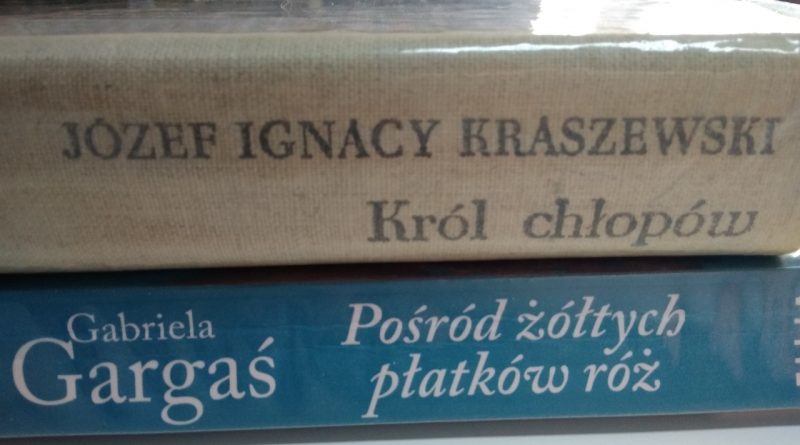 JÓZEF IGNACY KRASZEWSKI
Król chłopów
Gabriela
Gargaś
Pośród żółtych
płatków róż